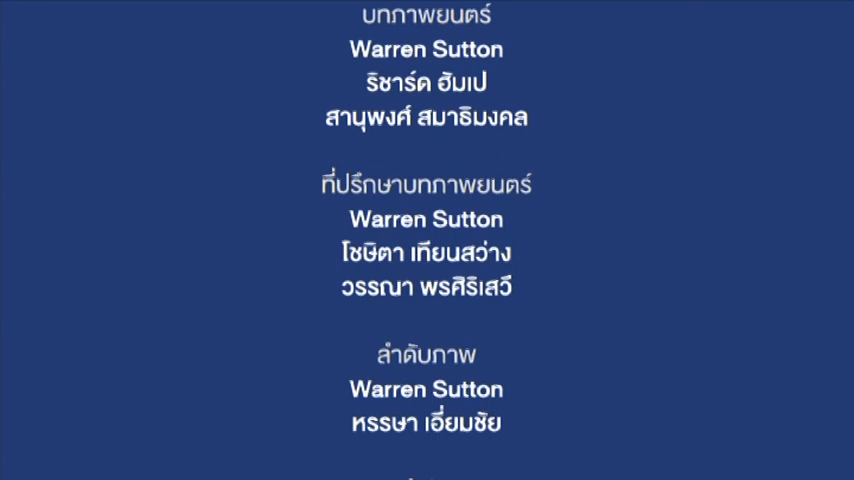 บทภาพยนตร์
Warren Sutton
ริชาร์ด ฮัมเป
สานุพงศ์ สมาธิมงคล
ที่ปรึกษาบทภาพยนตร์
Warren Sutton
โชษิตา เทียนสว่าง
วรรณา พรศิริเสวี
ลำดับภาพ
Warren Sutton
หรรษา เอี่ยมชัย